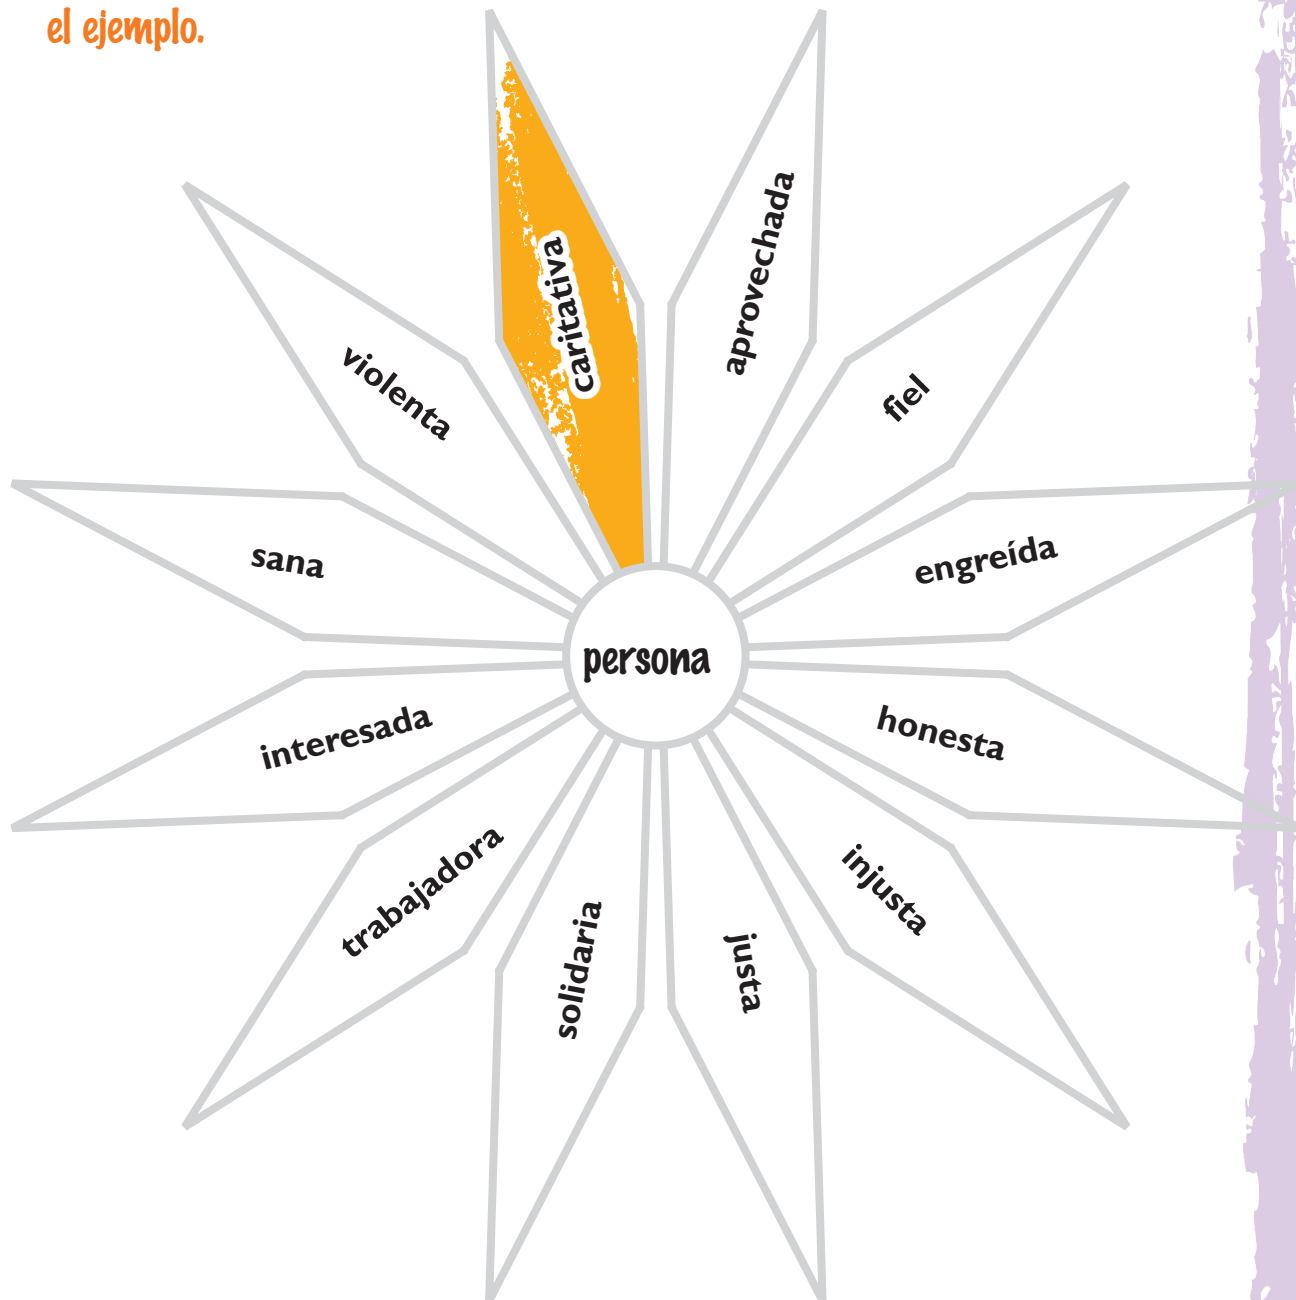 el ejemplo.
caritativa
aprovechada
fiel
engreída
honesta
injusta
justa
solidaria
trabajadora
interesada
sana
violenta
persona